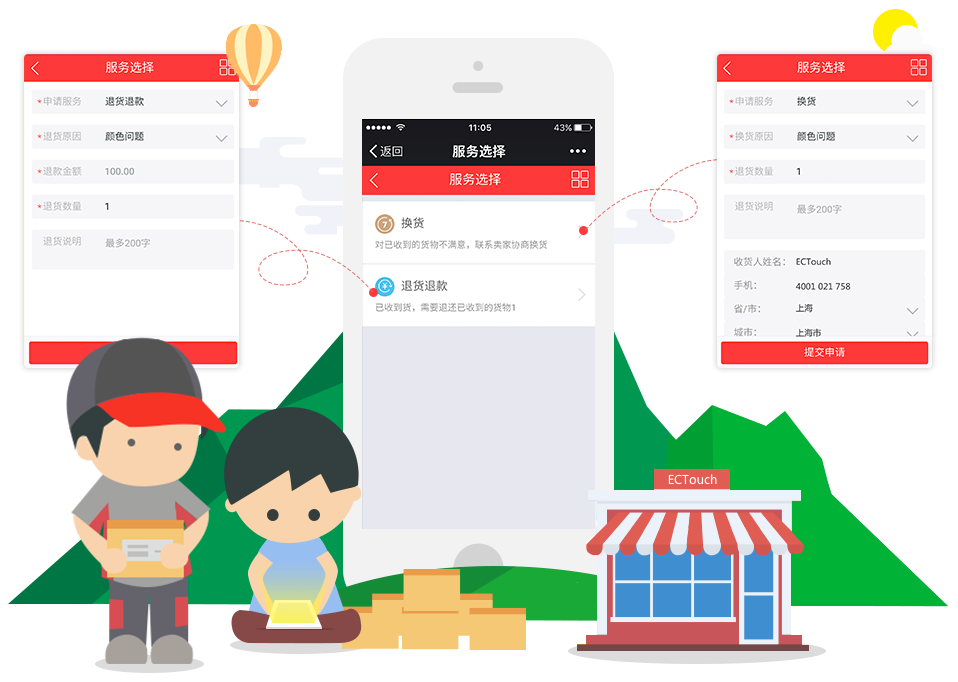 服务选择
*申请服务 退货退款
*退货原因 颜色问题
*退款金额 100.00
*退货数量 1
退货说明 最多200字
11:05 43%
返回 服务选择
服务选择
换货
对已收到的货物不满意，联系卖家协商换货
退货退款
已收到货，需要退还已收到的货物1
服务选择
*申请服务 换货
*换货原因 颜色问题
*退货数量 1
退货说明 最多200字
收货人姓名： ECTouch
手机： 4001 021 758
省/市： 上海
城市： 上海市
提交申请
ECTouch